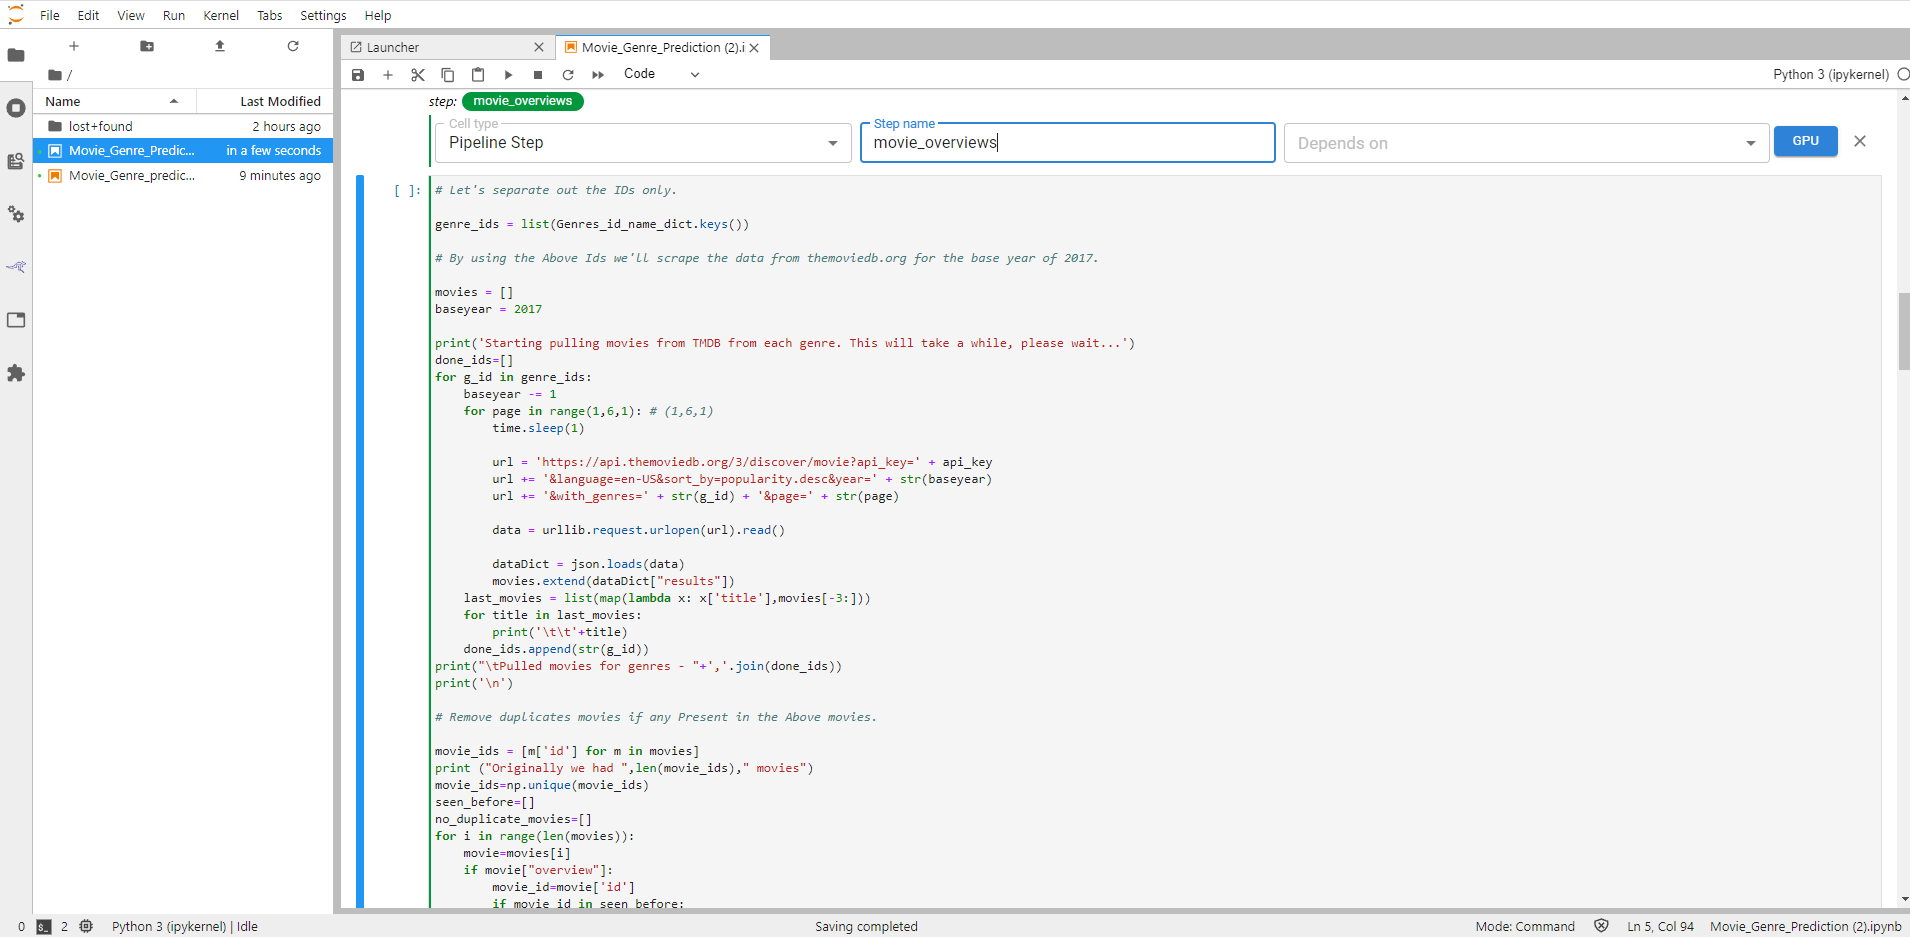 File Edit View Run Kernel Tabs Settings Help
Launcher
Movie_Genre_Prediction (2).i
/
Code
Python 3 (ipykernel)
Name Last Modified
lost+found 2 hours ago
Movie_Genre_Predic... in a few seconds
Movie_Genre_predic... 9 minutes ago
step: movie_overviews
Cell type
Pipeline Step
Step name
movie_overviews
Depends on
GPU
[ ]:
# Let's separate out the IDs only.
genre_ids = list(Genres_id_name_dict.keys())
# By using the Above Ids we'll scrape the data from themoviedb.org for the base year of 2017.
movies = []
baseyear = 2017
print('Starting pulling movies from TMDB from each genre. This will take a while, please wait...')
done_ids=[]
for g_id in genre_ids:
    baseyear -= 1
    for page in range(1,6,1): # (1,6,1)
        time.sleep(1)
        url = 'https://api.themoviedb.org/3/discover/movie?api_key=' + api_key
        url += '&language=en-US&sort_by=popularity.desc&year=' + str(baseyear)
        url += '&with_genres=' + str(g_id) + '&page=' + str(page)
        data = urllib.request.urlopen(url).read()
        dataDict = json.loads(data)
        movies.extend(dataDict["results"])
    last_movies = list(map(lambda x: x['title'],movies[-3:]))
    for title in last_movies:
        print('\t\t'+title)
    done_ids.append(str(g_id))
print("\tPulled movies for genres - "+','.join(done_ids))
print('\n')
# Remove duplicates movies if any Present in the Above movies.
movie_ids = [m['id'] for m in movies]
print ("Originally we had ",len(movie_ids)," movies")
movie_ids=np.unique(movie_ids)
seen_before=[]
no_duplicate_movies=[]
for i in range(len(movies)):
    movie=movies[i]
    if movie["overview"]:
        movie_id=movie['id']
        if movie_id in seen_before:
0 2 Python 3 (ipykernel) | Idle Saving completed Mode: Command Ln 5, Col 94 Movie_Genre_Prediction (2).ipynb